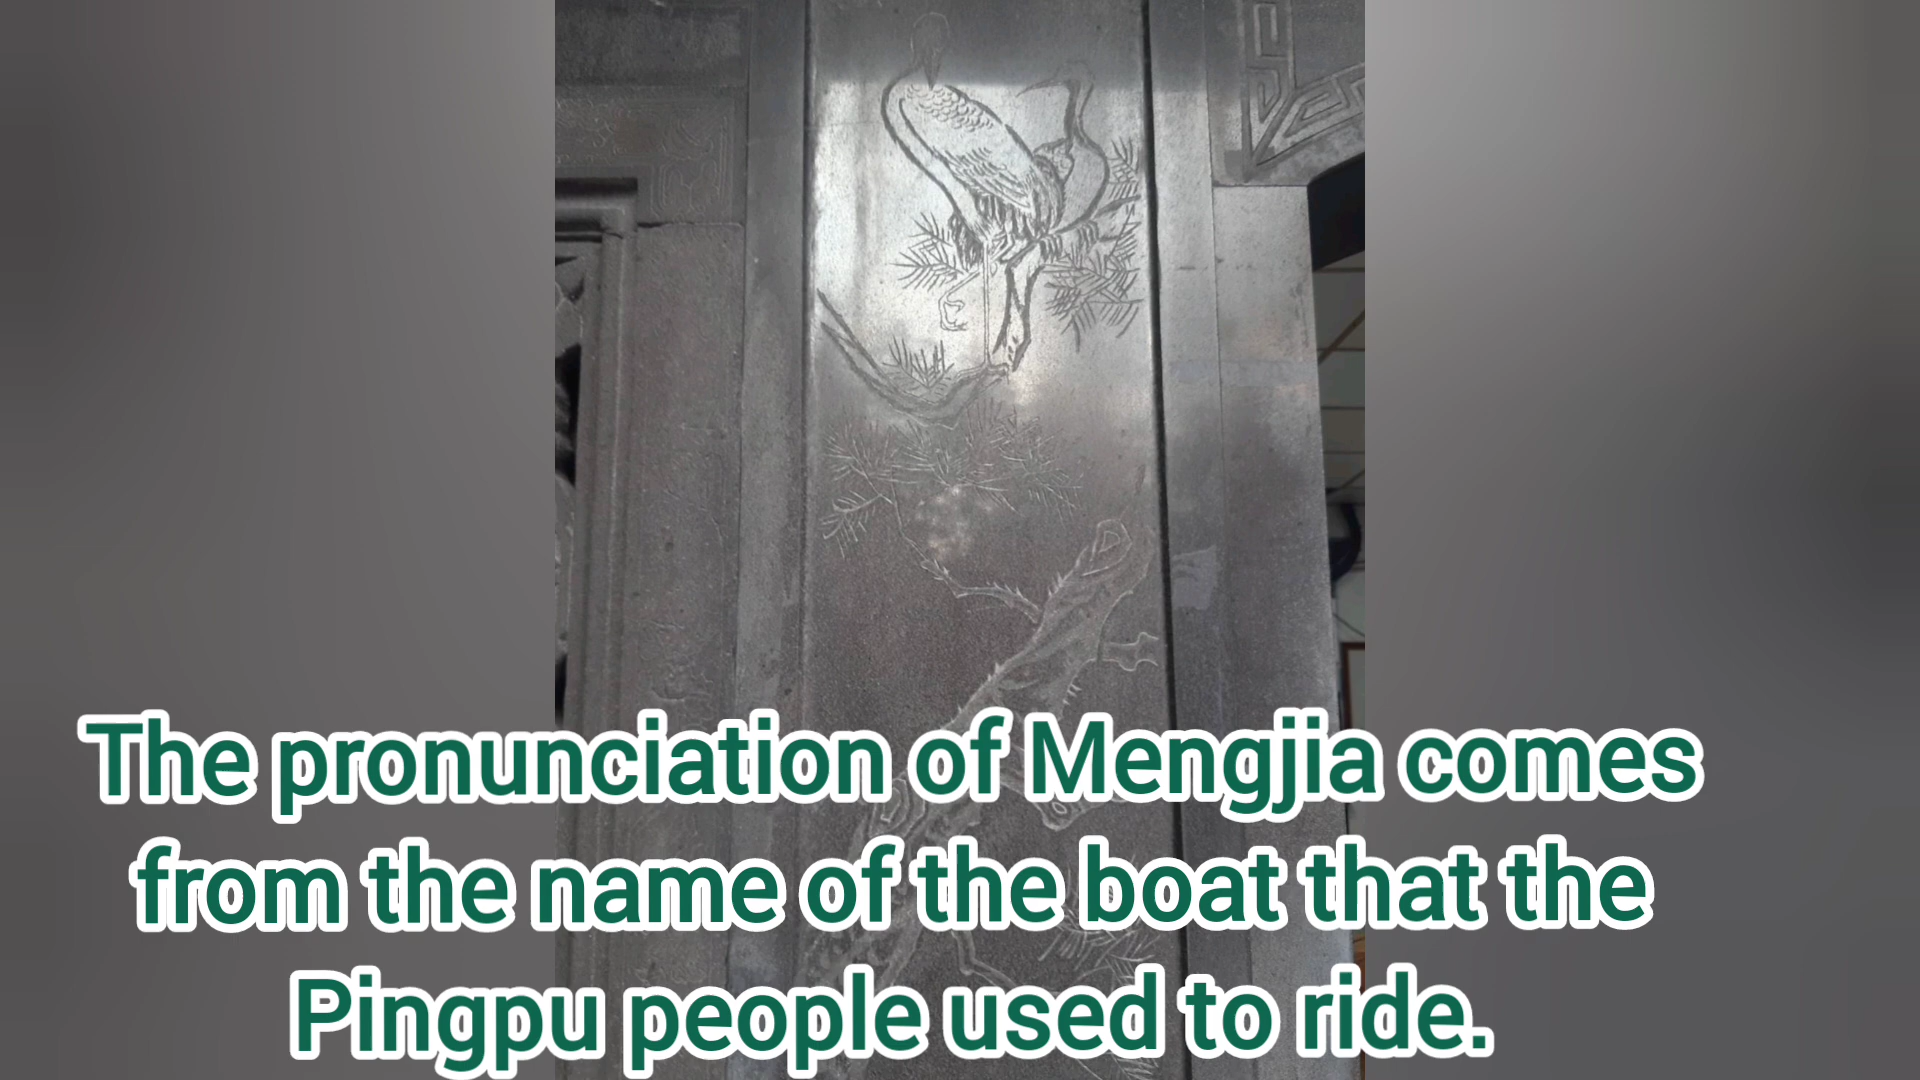 The pronunciation of Mengjia comes
from the name of the boat that the
Pingpu people used to ride.